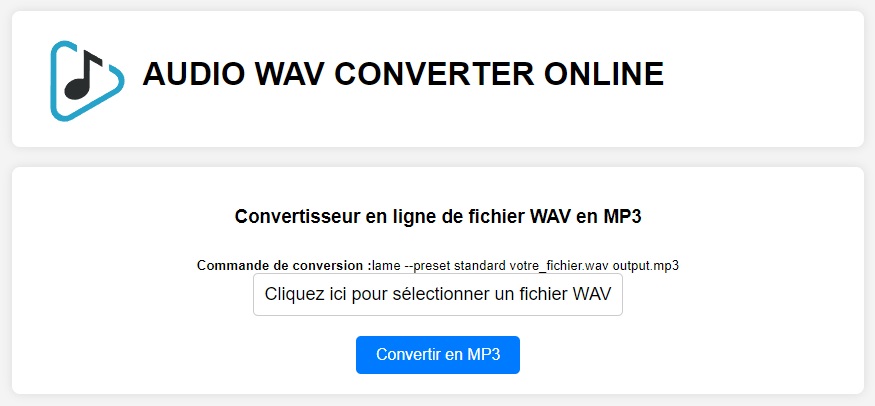 AUDIO WAV CONVERTER ONLINE
Convertisseur en ligne de fichier WAV en MP3
Commande de conversion :lame --preset standard votre_fichier.wav output.mp3
Cliquez ici pour sélectionner un fichier WAV
Convertir en MP3